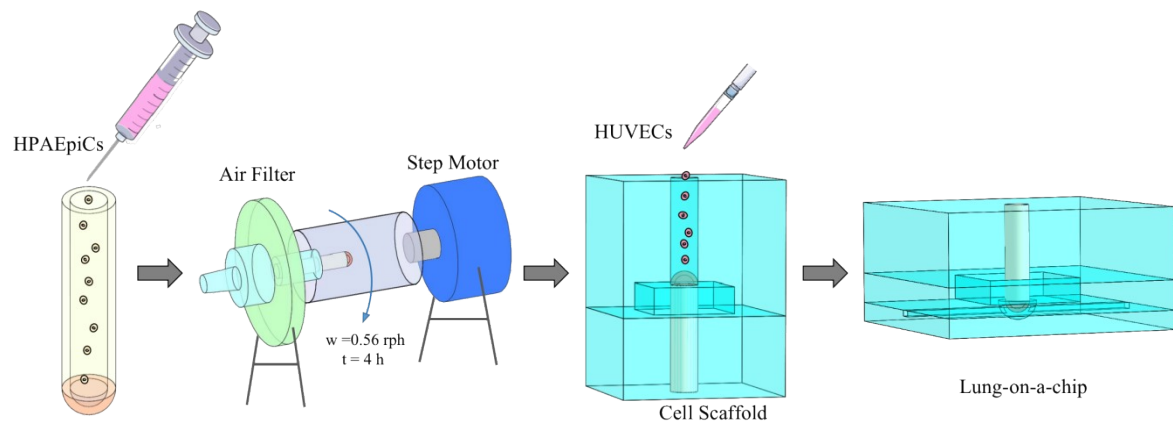 HPAEpiCs
Air Filter
Step Motor
w =0.56 rph
t = 4 h
HUVECs
Cell Scaffold
Lung-on-a-chip